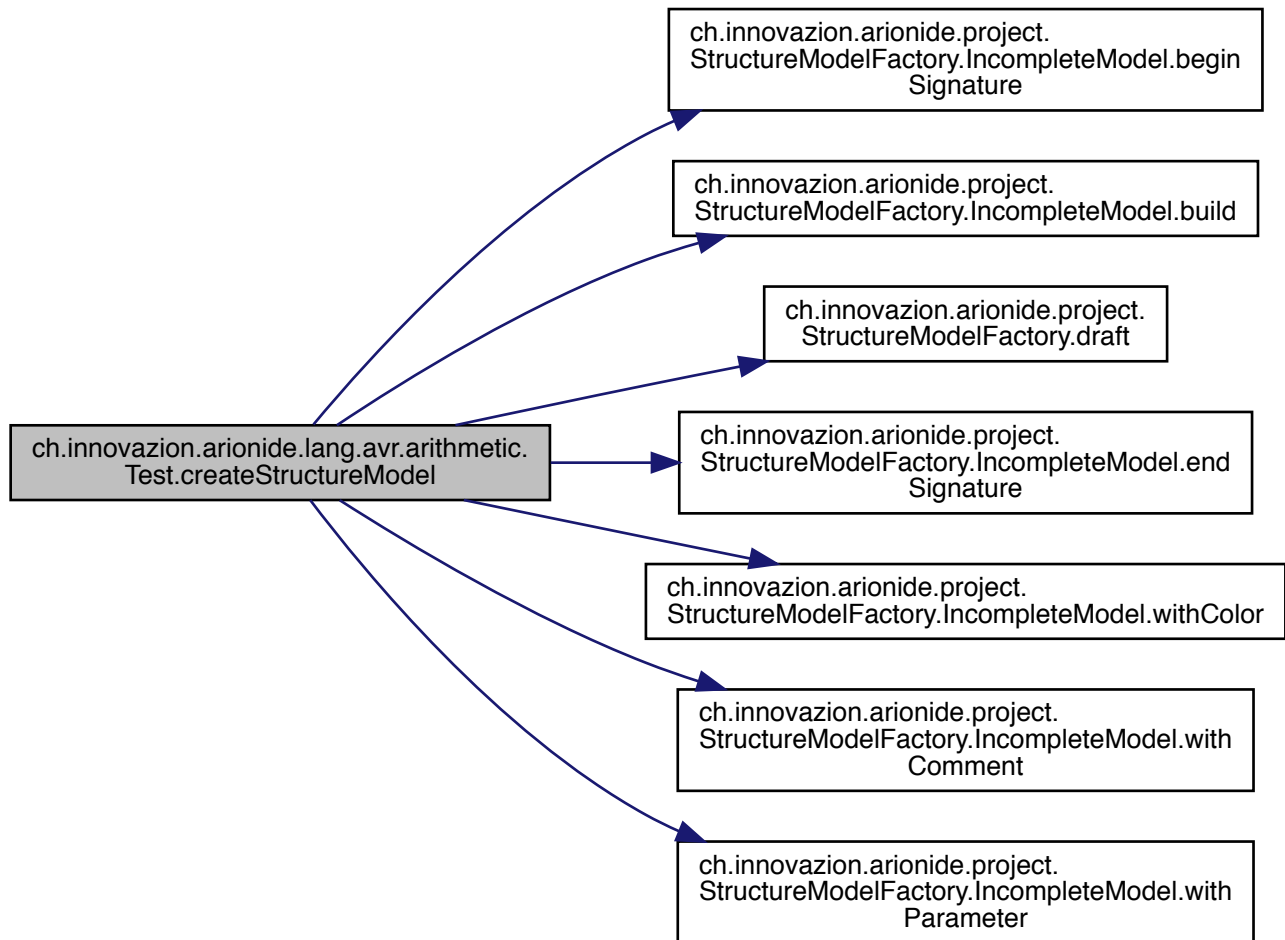 ch.innovazion.arionide.project.
StructureModelFactory.IncompleteModel.begin
Signature
ch.innovazion.arionide.project.
StructureModelFactory.IncompleteModel.build
ch.innovazion.arionide.project.
StructureModelFactory.draft
ch.innovazion.arionide.lang.avr.arithmetic.
Test.createStructureModel
ch.innovazion.arionide.project.
StructureModelFactory.IncompleteModel.end
Signature
ch.innovazion.arionide.project.
StructureModelFactory.IncompleteModel.withColor
ch.innovazion.arionide.project.
StructureModelFactory.IncompleteModel.with
Comment
ch.innovazion.arionide.project.
StructureModelFactory.IncompleteModel.with
Parameter